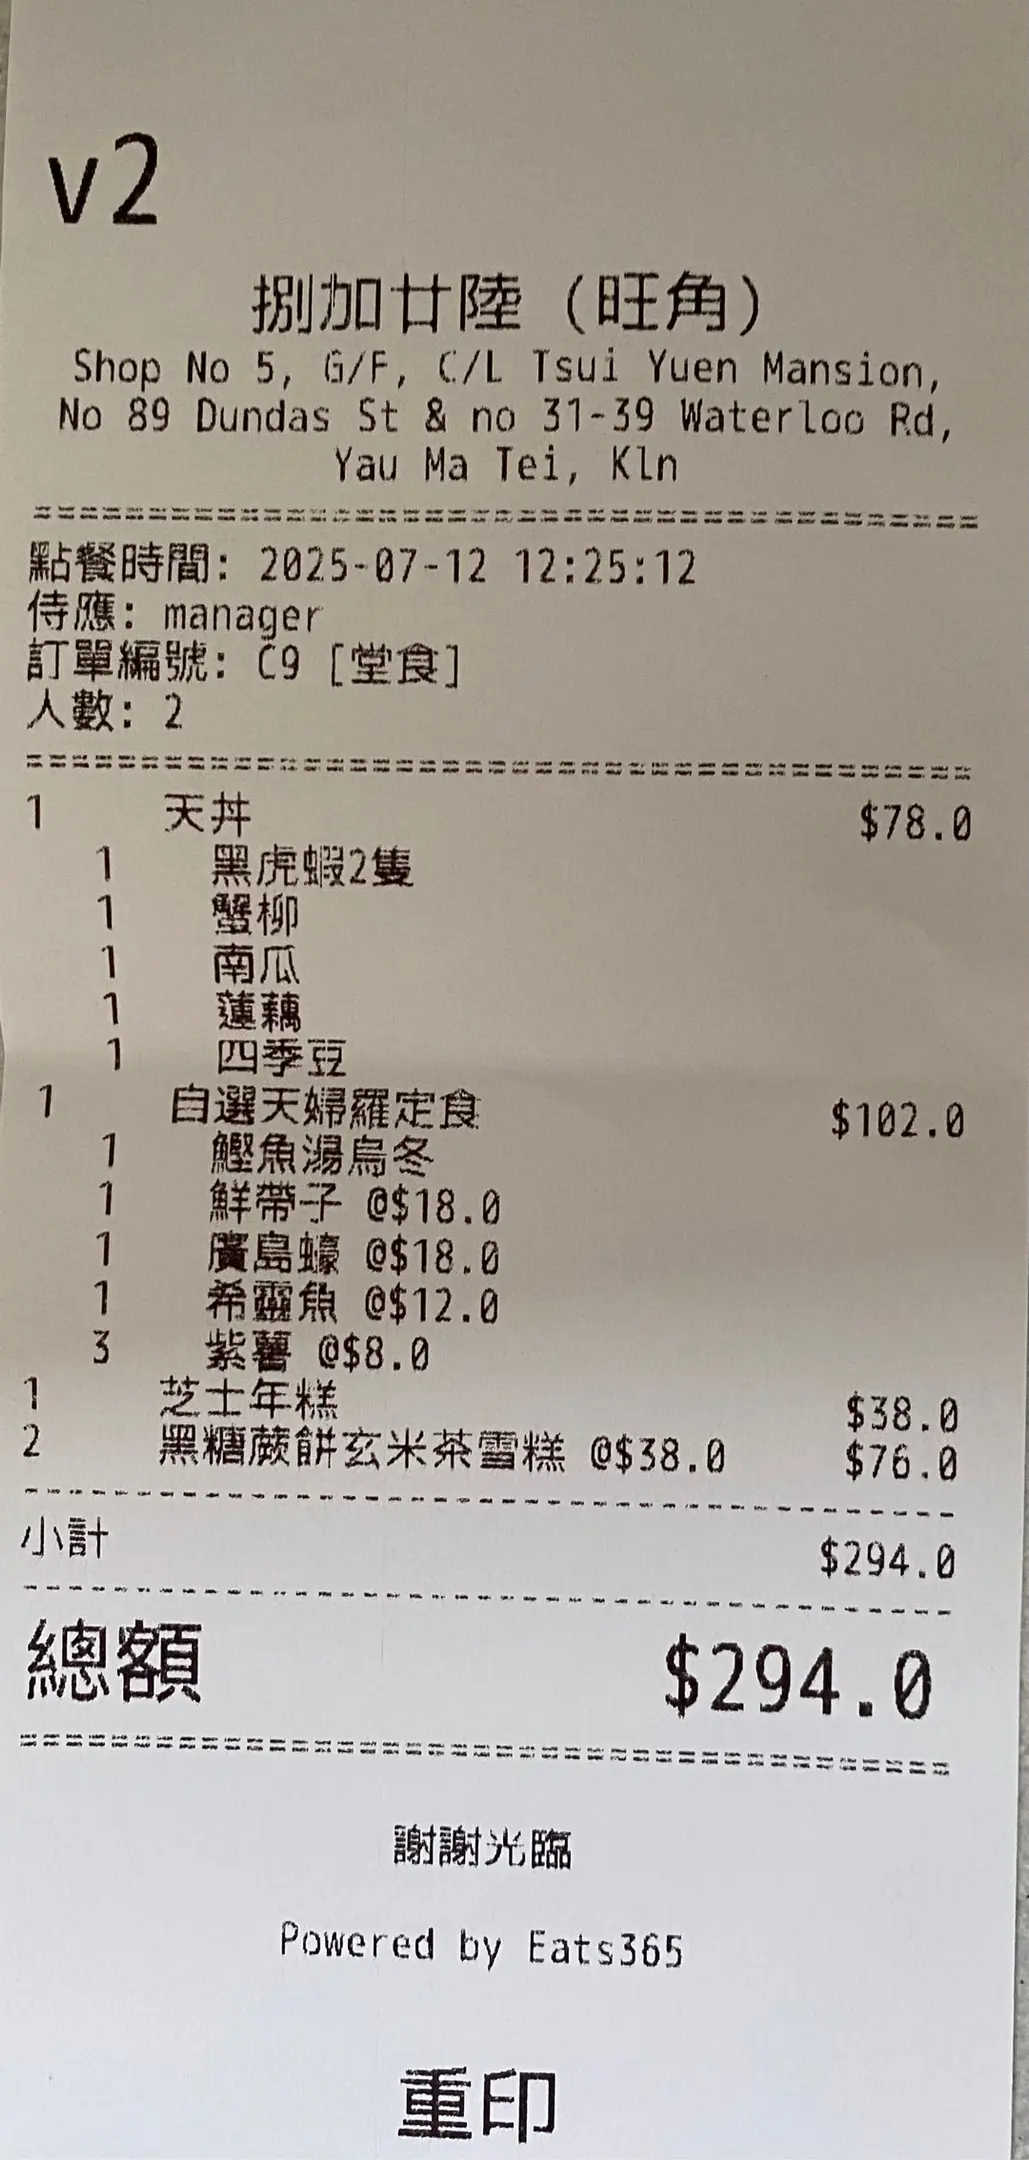 v2
捌加廿陸 (旺角)
Shop No 5, G/F, C/L Tsui Yuen Mansion,
No 89 Dundas St & no 31-39 Waterloo Rd,
Yau Ma Tei, Kln
點餐時間: 2025-07-12 12:25:12
侍應: manager
訂單編號: C9 [堂食]
人數: 2
1 天丼 $78.0
1 黑虎蝦2隻
1 蟹柳
1 南瓜
1 蓮藕
1 四季豆
1 自選天婦羅定食 $102.0
1 鰹魚湯烏冬
1 鮮帶子 @$18.0
1 廣島蠔 @$18.0
1 希靈魚 @$12.0
3 紫薯 @$8.0
1 芝士年糕 $38.0
2 黑糖蕨餅玄米茶雪糕 @$38.0 $76.0
小計 $294.0
總額 $294.0
謝謝光臨
Powered by Eats365
重印